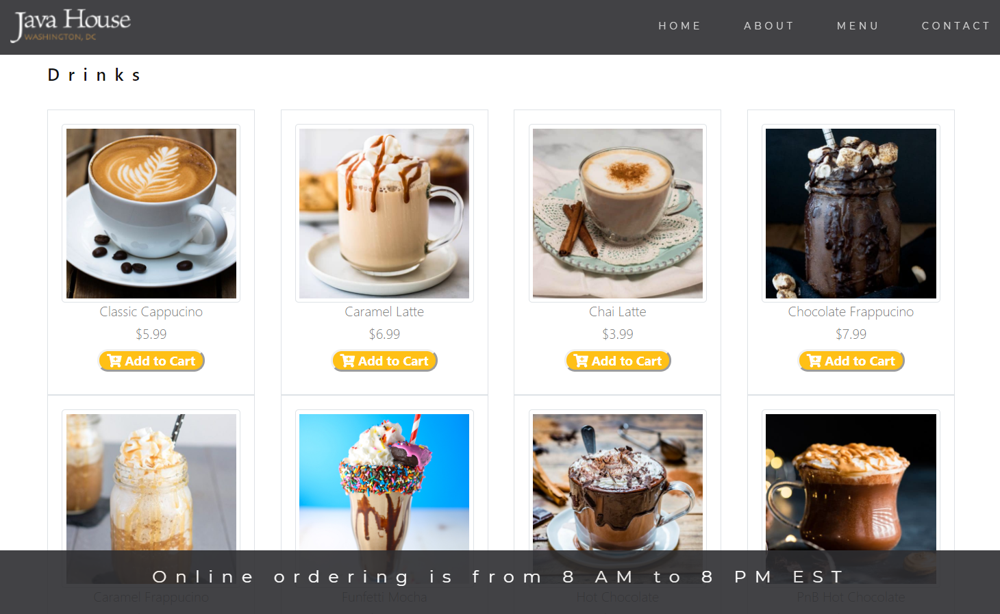 Java House
WASHINGTON, DC
HOME ABOUT MENU CONTACT
Drinks
Classic Cappucino
$5.99
Add to Cart
Caramel Latte
$6.99
Add to Cart
Chai Latte
$3.99
Add to Cart
Chocolate Frappucino
$7.99
Add to Cart
Online ordering is from 8 AM to 8 PM EST
Caramel Frappucino
Funfetti Mocha
Hot Chocolate
PnB Hot Chocolate